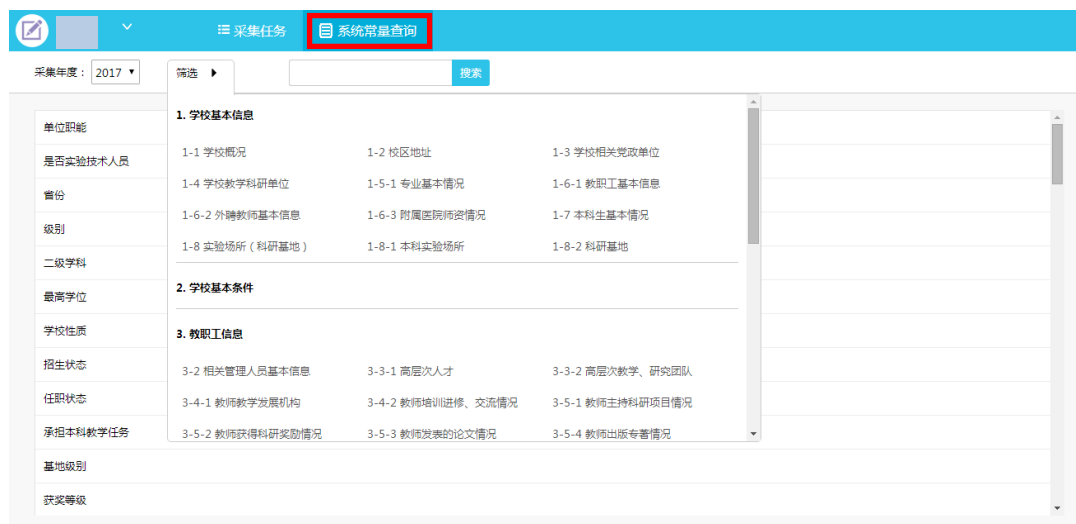 采集任务 系统常量查询
采集年度： 2017 筛选 搜索
1. 学校基本信息
单位职能
1-1 学校概况 1-2 校区地址 1-3 学校相关党政单位
是否实验技术人员
1-4 学校教学科研单位 1-5-1 专业基本情况 1-6-1 教职工基本信息
省份
1-6-2 外聘教师基本信息 1-6-3 附属医院师资情况 1-7 本科生基本情况
级别
1-8 实验场所（科研基地） 1-8-1 本科实验场所 1-8-2 科研基地
二级学科
2. 学校基本条件
最高学位
学校性质
3. 教职工信息
招生状态
3-2 相关管理人员基本信息 3-3-1 高层次人才 3-3-2 高层次教学、研究团队
任职状态
3-4-1 教师教学发展机构 3-4-2 教师培训进修、交流情况 3-5-1 教师主持科研项目情况
承担本科教学任务
3-5-2 教师获得科研奖励情况 3-5-3 教师发表的论文情况 3-5-4 教师出版专著情况
基地级别
获奖等级